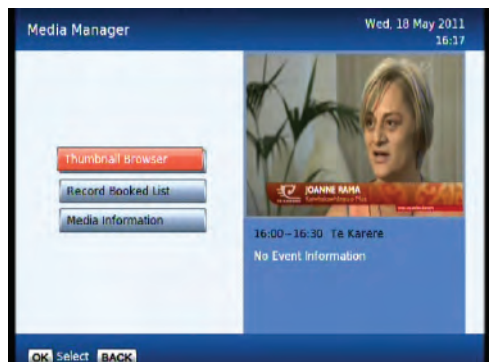 Media Manager
Wed, 18 May 2011
16:17
Thumbnail Browser
Record Booked List
Media Information
JOANNE RAMA
16:00-16:30 Te Karere
No Event Information
OK Select BACK